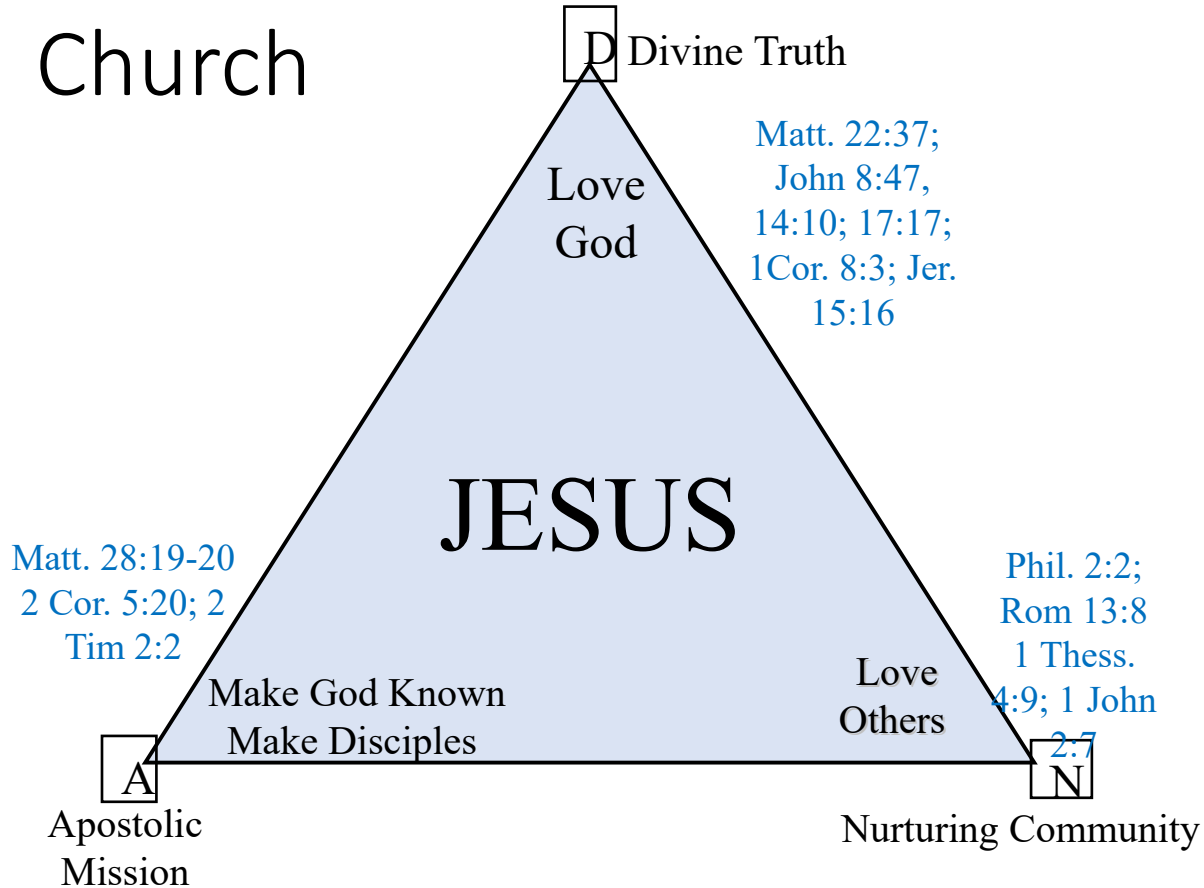 Church
D Divine Truth
Matt. 22:37;
John 8:47,
14:10; 17:17;
1Cor. 8:3; Jer.
15:16
Love
God
JESUS
Matt. 28:19-20
2 Cor. 5:20; 2
Tim 2:2
Phil. 2:2;
Rom 13:8
1 Thess.
4:9; 1 John
2:7
Make God Known
Make Disciples
Love
Others
A
Apostolic
Mission
N
Nurturing Community